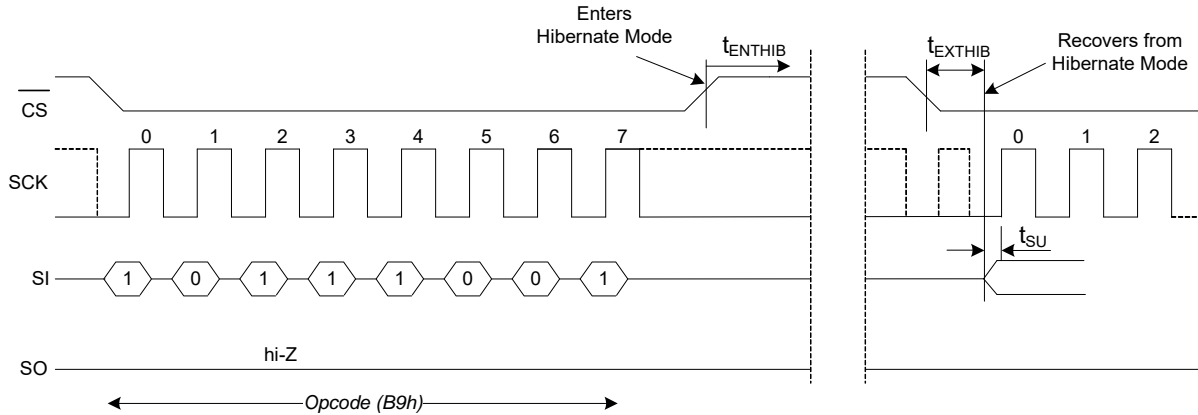 Enters
Hibernate Mode
tENTHIB
tEXTHIB
Recovers from
Hibernate Mode
CS
0 1 2 3 4 5 6 7
0 1 2
SCK
tSU
SI
1 0 1 1 1 0 0 1
hi-Z
SO
Opcode (B9h)